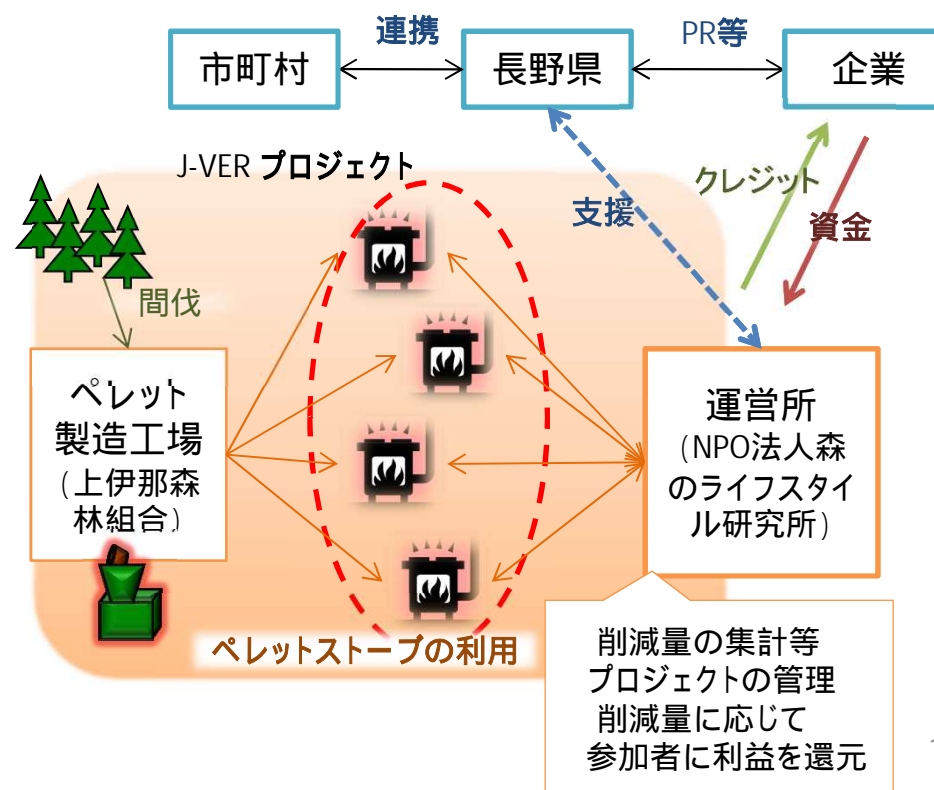 連携
PR等
市町村
長野県
企業
J-VER プロジェクト
クレジット
支援
資金
間伐
ペレット
製造工場
(上伊那森
林組合)
運営所
(NPO法人森
のライフスタイ
ル研究所)
ペレットストーブの利用
削減量の集計等
プロジェクトの管理
削減量に応じて
参加者に利益を還元